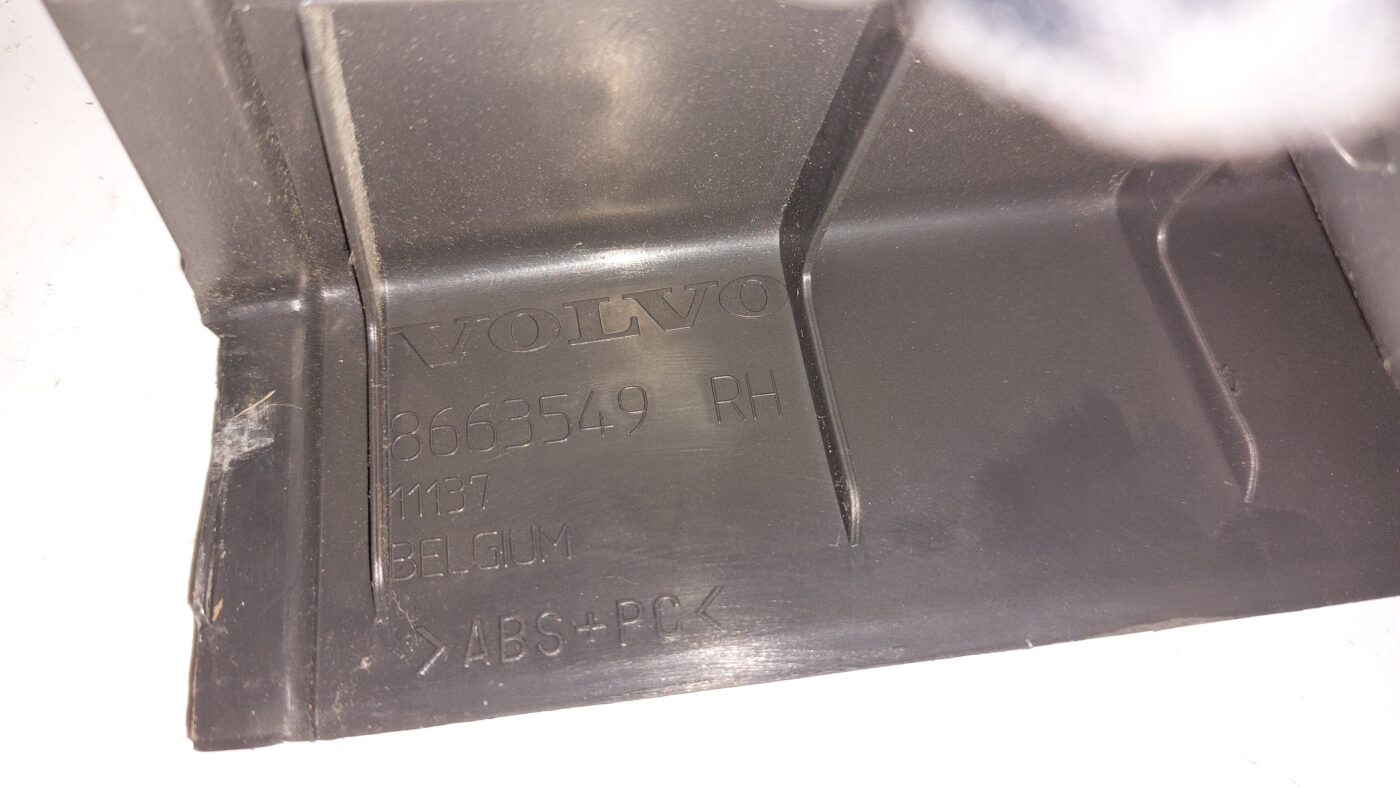 VOLVO
8663549 RH
11137
BELGIUM
>ABS+PC<